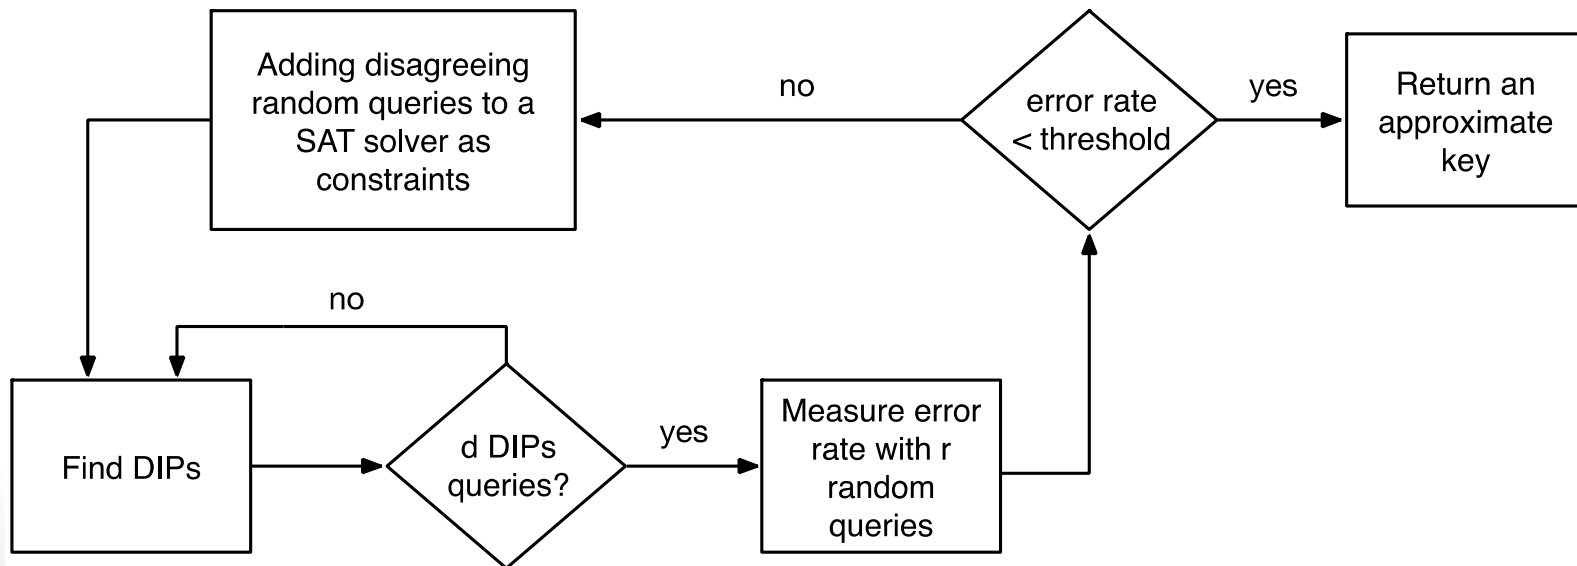 Adding disagreeing
random queries to a
SAT solver as
constraints
no
error rate
< threshold
yes
Return an
approximate
key
no
Find DIPs
d DIPs
queries?
yes
Measure error
rate with r
random
queries